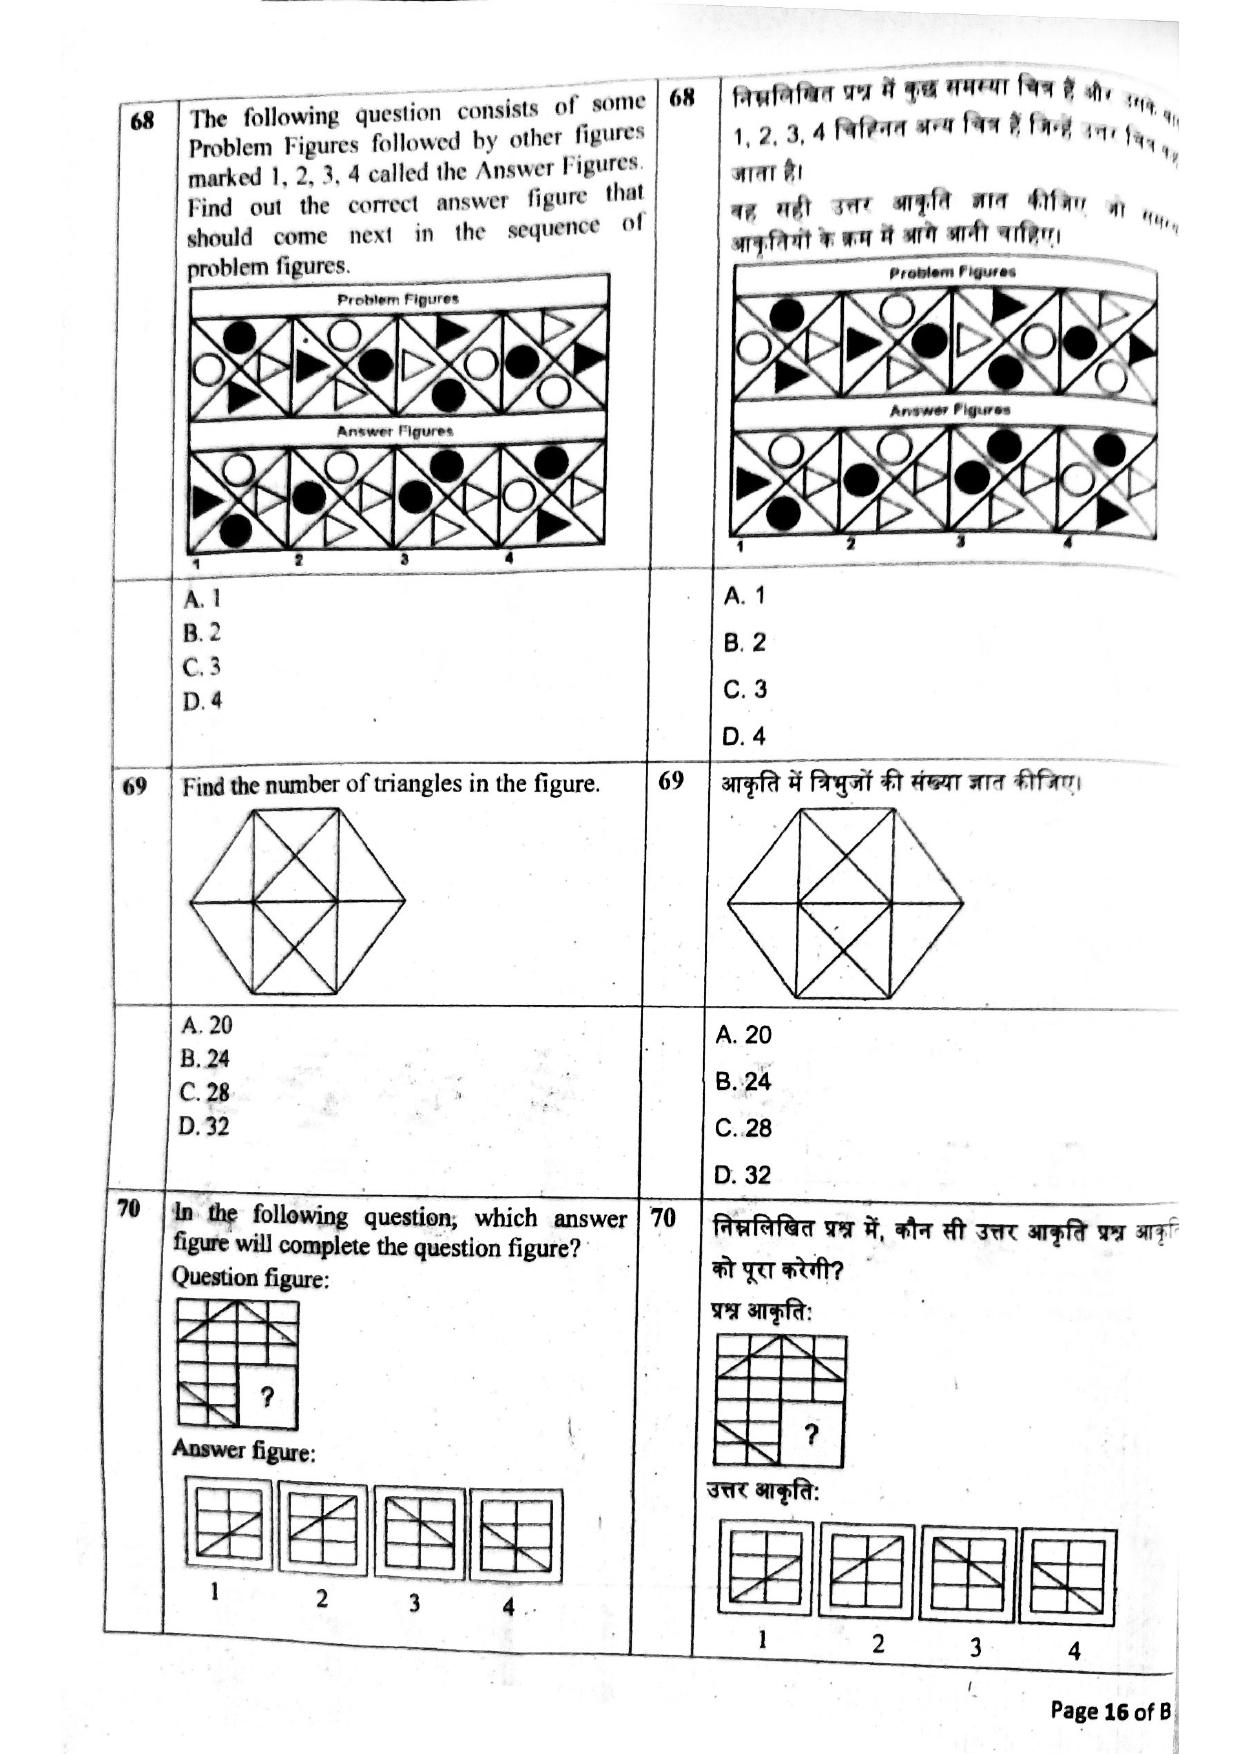 68
The following question consists of some
Problem Figures followed by other figures
marked 1, 2, 3, 4 called the Answer Figures.
Find out the correct answer figure that
should come next in the sequence of
problem figures.
Problem Figures
Answer Figures
1 2 3 4
A. 1
B. 2
C. 3
D. 4
68
निम्नलिखित प्रश्न में कुछ समस्या चित्र हैं और उसके
1, 2, 3, 4 चिह्नित अन्य चित्र हैं जिन्हें उत्तर चित्र
जाता है।
वह सही उत्तर आकृति ज्ञात कीजिए जो
आकृतियों के क्रम में आगे आनी चाहिए।
Problem Figures
Answer Figures
1 2 3 4
A. 1
B. 2
C. 3
D. 4
69
Find the number of triangles in the figure.
A. 20
B. 24
C. 28
D. 32
69
आकृति में त्रिभुजों की संख्या ज्ञात कीजिए।
A. 20
B. 24
C. 28
D. 32
70
In the following question, which answer
figure will complete the question figure?
Question figure:
?
Answer figure:
1 2 3 4
70
निम्नलिखित प्रश्न में, कौन सी उत्तर आकृति प्रश्न
को पूरा करेगी?
प्रश्न आकृति:
?
उत्तर आकृति:
1 2 3 4
Page 16 of B